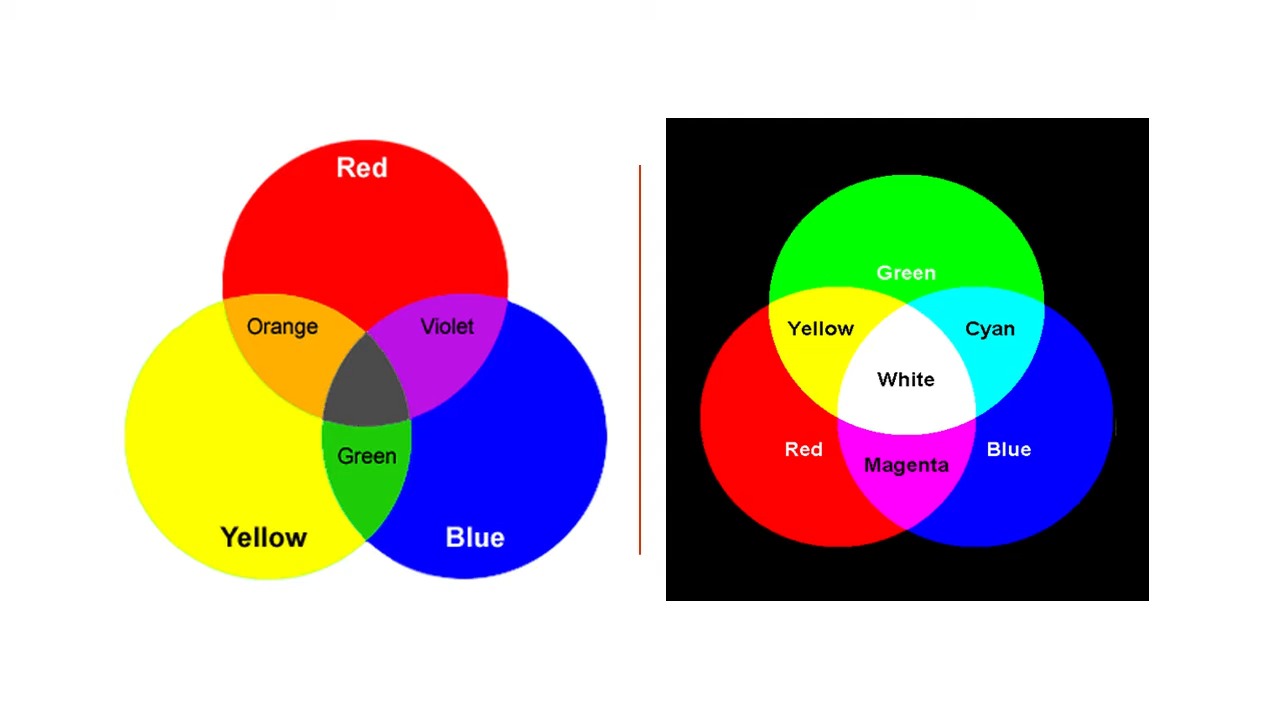 Red
Orange
Violet
Green
Yellow
Blue
Green
Yellow
Cyan
White
Red
Blue
Magenta